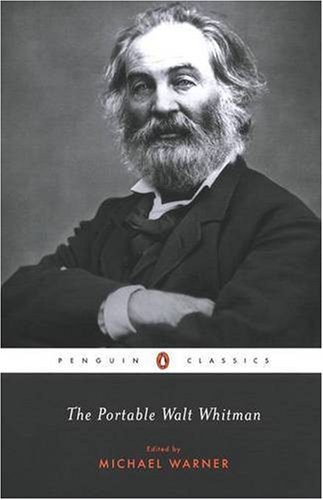 PENGUIN CLASSICS
The Portable Walt Whitman
Edited by
MICHAEL WARNER